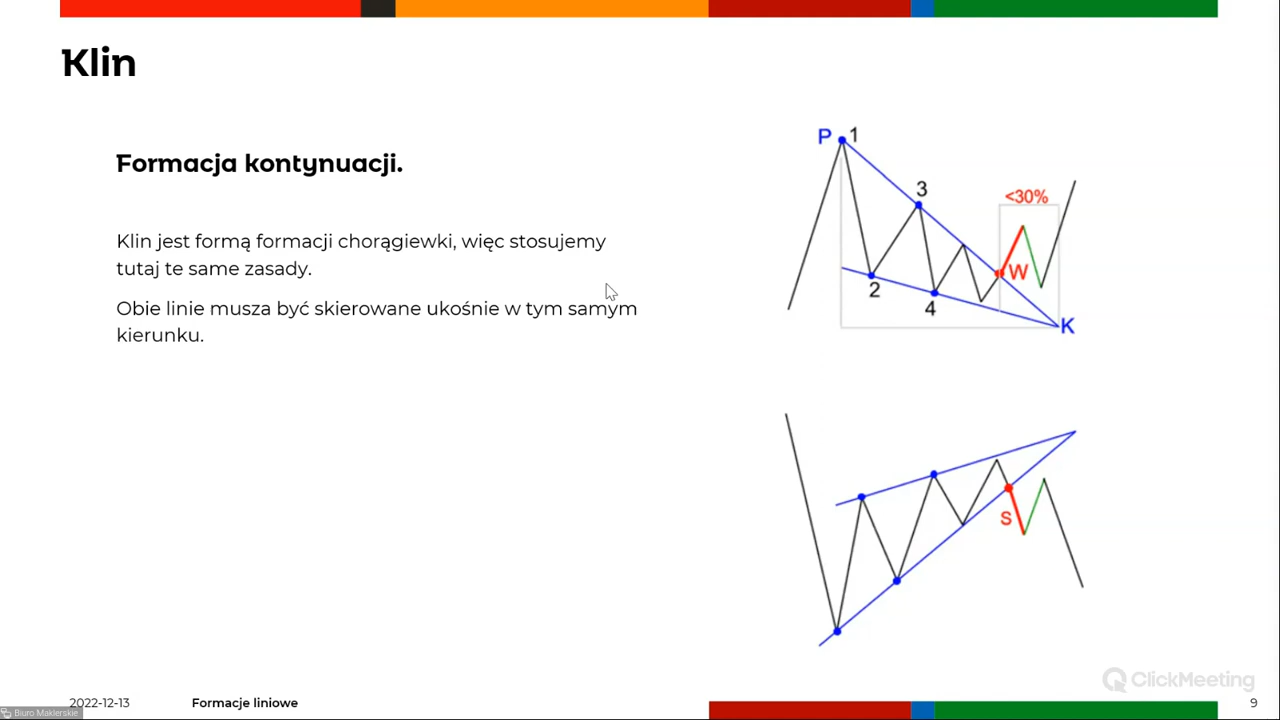 Klin
Formacja kontynuacji.
Klin jest formą formacji chorągiewki, więc stosujemy
tutaj te same zasady.
Obie linie musza być skierowane ukośnie w tym samym
kierunku.
P 1
3
<30%
W
2
4
K
S
ClickMeeting
2022-12-13
Formacje liniowe
9
Biuro Maklerskie